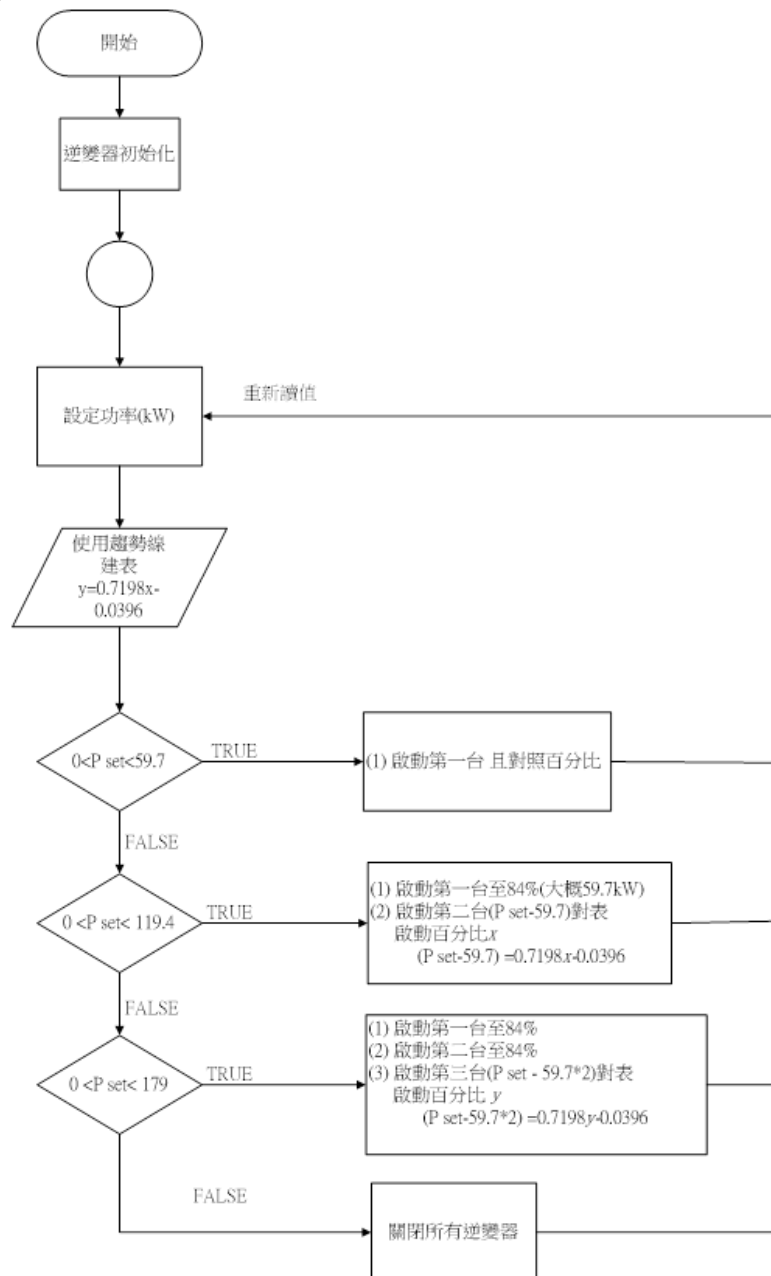 開始
逆變器初始化
重新讀值
設定功率(kW)
使用趨勢線
建表
y=0.7198x-
0.0396
0<P set<59.7
TRUE
(1) 啟動第一台 且對照百分比
FALSE
0 <P set< 119.4
TRUE
(1) 啟動第一台至84%(大概59.7kW)
(2) 啟動第二台(P set-59.7)對表
啟動百分比x
(P set-59.7) =0.7198x-0.0396
FALSE
0 <P set< 179
TRUE
(1) 啟動第一台至84%
(2) 啟動第二台至84%
(3) 啟動第三台(P set - 59.7*2)對表
啟動百分比 y
(P set-59.7*2) =0.7198y-0.0396
FALSE
關閉所有逆變器